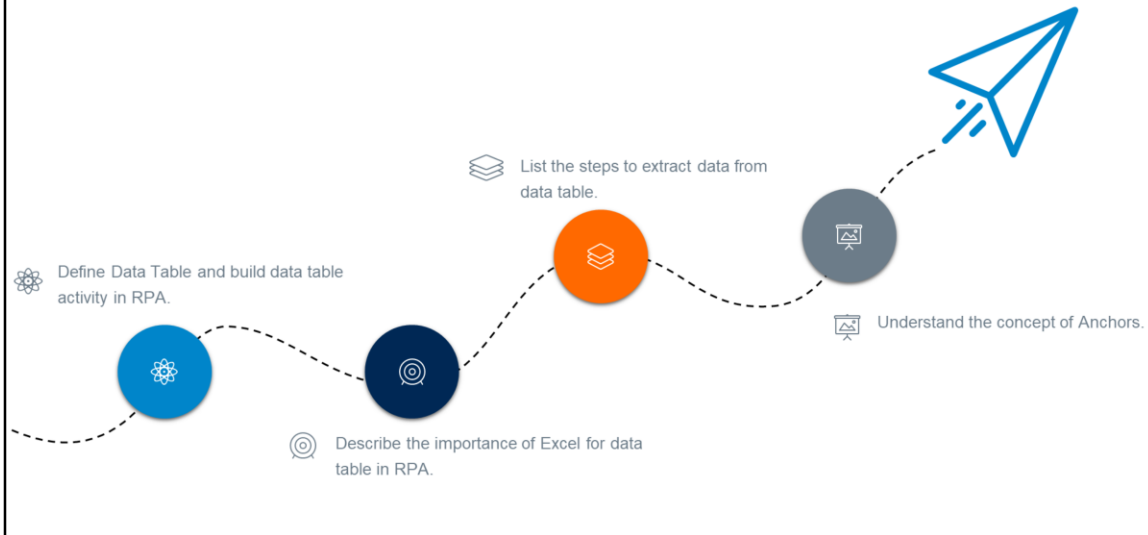 Define Data Table and build data table
activity in RPA.
Describe the importance of Excel for data
table in RPA.
List the steps to extract data from
data table.
Understand the concept of Anchors.